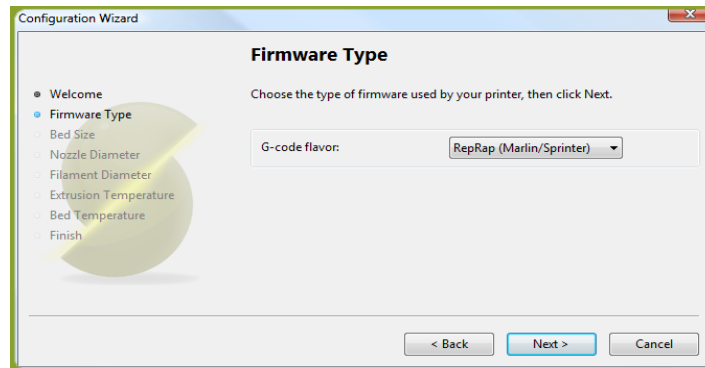 Configuration Wizard
Firmware Type
Welcome
Firmware Type
Bed Size
Nozzle Diameter
Filament Diameter
Extrusion Temperature
Bed Temperature
Finish
Choose the type of firmware used by your printer, then click Next.
G-code flavor:
RepRap (Marlin/Sprinter)
< Back
Next >
Cancel